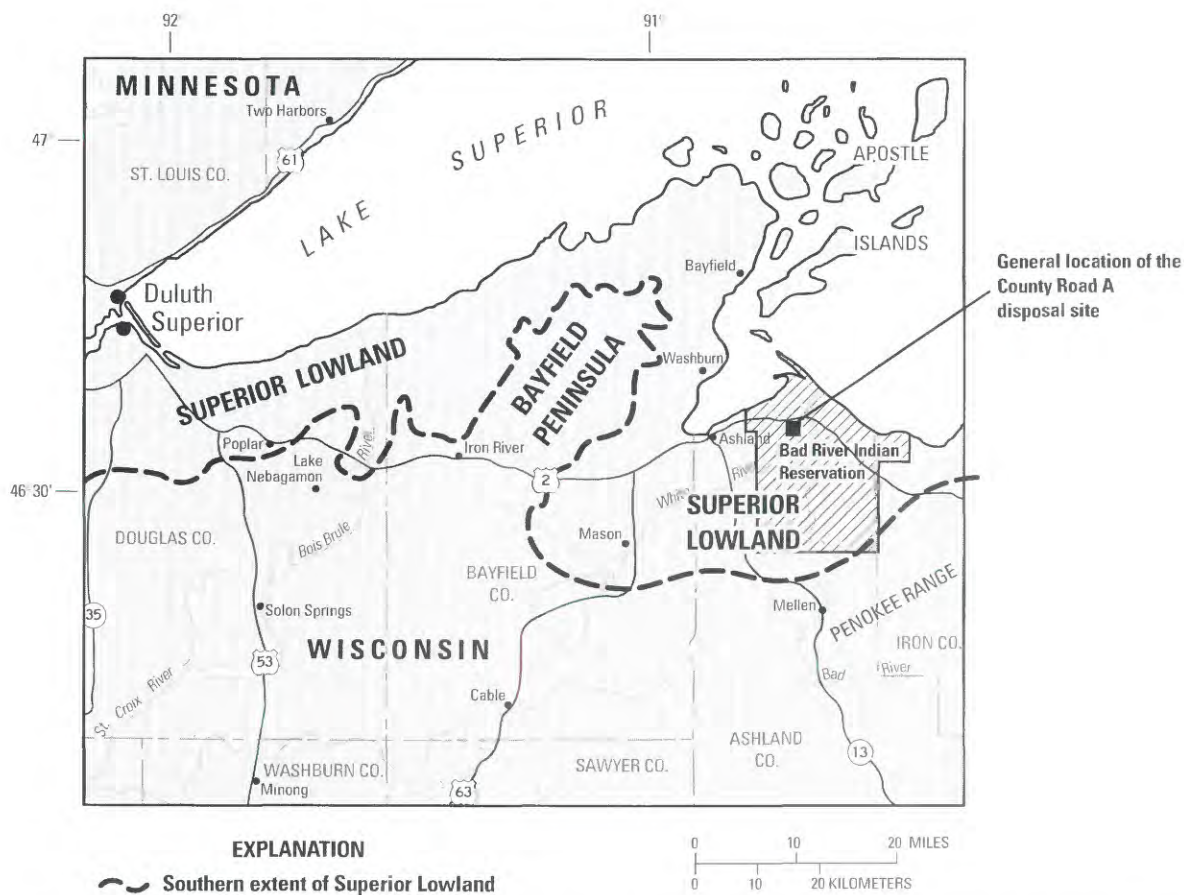 92°
91°
MINNESOTA
Two Harbors
47°
61
ST. LOUIS CO.
LAKE SUPERIOR
APOSTLE
ISLANDS
Bayfield
General location of the
County Road A
disposal site
Duluth
Superior
SUPERIOR LOWLAND
BAYFIELD
PENINSULA
Washburn
Poplar
River
Iron River
Ashland
Lake
Nebagamon
2
Bad River Indian
Reservation
46°30'
White River
SUPERIOR
LOWLAND
DOUGLAS CO.
Bois Brule
Mason
BAYFIELD
CO.
35
Solon Springs
Mellen
PENOKEE RANGE
WISCONSIN
IRON CO.
53
Bad River
St. Croix River
Cable
ASHLAND
CO.
13
WASHBURN CO.
SAWYER CO.
Minong
63
EXPLANATION
Southern extent of Superior Lowland
0 10 20 MILES
0 10 20 KILOMETERS